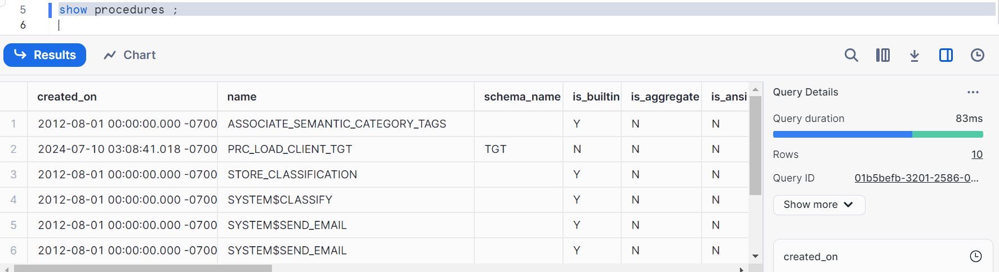 5 show procedures ;
6
Results Chart
created_on name schema_name is_builtin is_aggregate is_ansi
1 2012-08-01 00:00:00.000 -0700 ASSOCIATE_SEMANTIC_CATEGORY_TAGS Y N N
2 2024-07-10 03:08:41.018 -0700 PRC_LOAD_CLIENT_TGT TGT N N N
3 2012-08-01 00:00:00.000 -0700 STORE_CLASSIFICATION Y N N
4 2012-08-01 00:00:00.000 -0700 SYSTEM$CLASSIFY Y N N
5 2012-08-01 00:00:00.000 -0700 SYSTEM$SEND_EMAIL Y N N
6 2012-08-01 00:00:00.000 -0700 SYSTEM$SEND_EMAIL Y N N
Query Details ...
Query duration 83ms
Rows 10
Query ID 01b5befb-3201-2586-0...
Show more
created_on